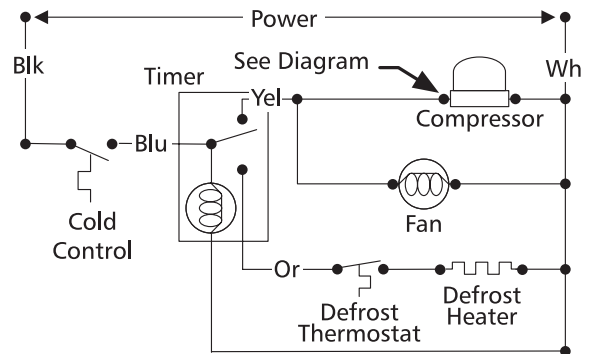 Power
Blk
Wh
Timer
See Diagram
Yel
Compressor
Blu
Cold
Control
Fan
Or
Defrost
Thermostat
Defrost
Heater